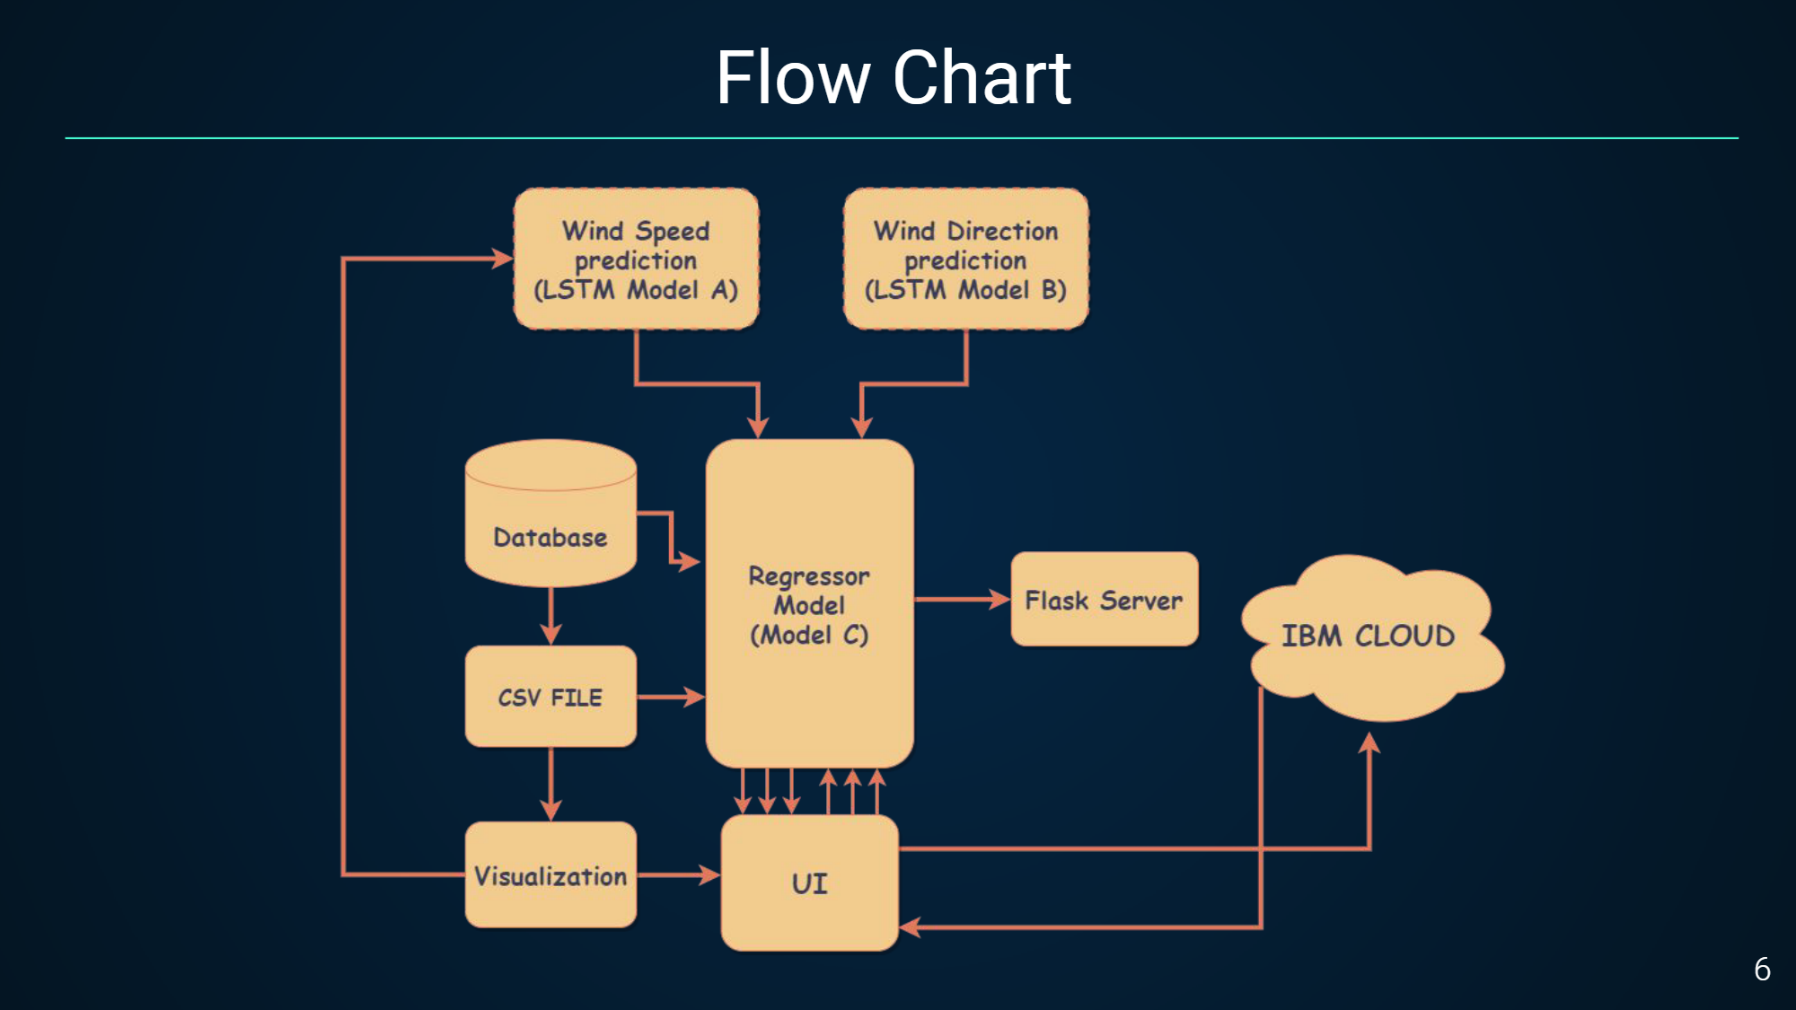 Flow Chart
Wind Speed
prediction
(LSTM Model A)
Wind Direction
prediction
(LSTM Model B)
Database
Regressor
Model
(Model C)
Flask Server
IBM CLOUD
CSV FILE
Visualization
UI
6